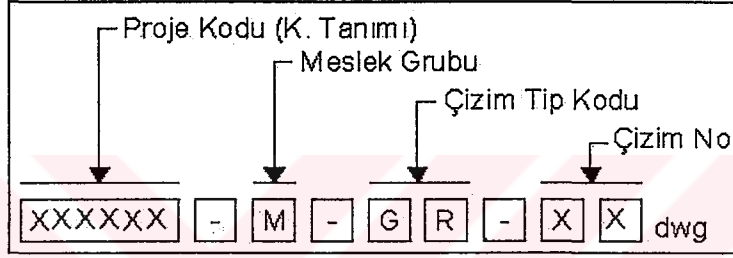 Proje Kodu (K. Tanımı)
Meslek Grubu
Çizim Tip Kodu
Çizim No
XXXXXX - M - G R - X X dwg